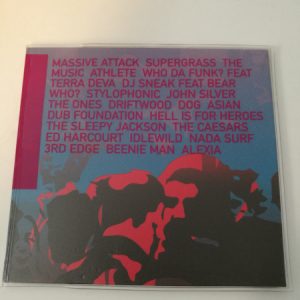 MASSIVE ATTACK SUPERGRASS THE
MUSIC ATHLETE WHO DA FUNK? FEAT
TERRA DEVA DJ SNEAK FEAT BEAR
WHO? STYLOPHONIC JOHN SILVER
THE ONES DRIFTWOOD DOG ASIAN
DUB FOUNDATION HELL IS FOR HEROES
THE SLEEPY JACKSON THE CAESARS
ED HARCOURT IDLEWILD NADA SURF
3RD EDGE BEENIE MAN ALEXIA